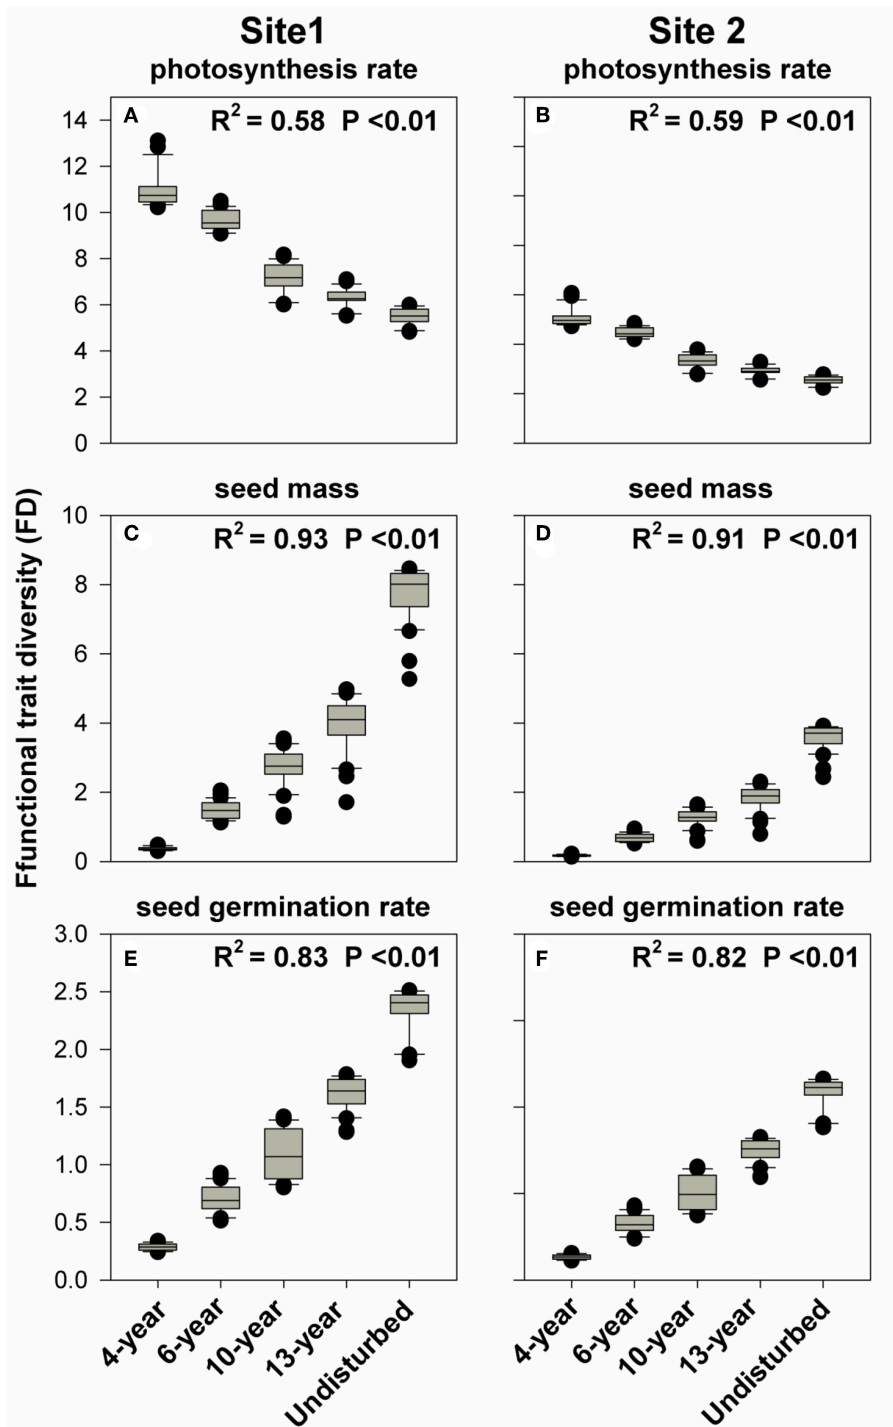 Site1
Site 2
photosynthesis rate
photosynthesis rate
A
R² = 0.58 P <0.01
B
R² = 0.59 P <0.01
14
12
10
8
6
4
2
0
Ffunctional trait diversity (FD)
seed mass
seed mass
C
R² = 0.93 P <0.01
D
R² = 0.91 P <0.01
10
8
6
4
2
0
seed germination rate
seed germination rate
E
R² = 0.83 P <0.01
F
R² = 0.82 P <0.01
3.0
2.5
2.0
1.5
1.0
0.5
0.0
4-year
6-year
10-year
13-year
Undisturbed
4-year
6-year
10-year
13-year
Undisturbed